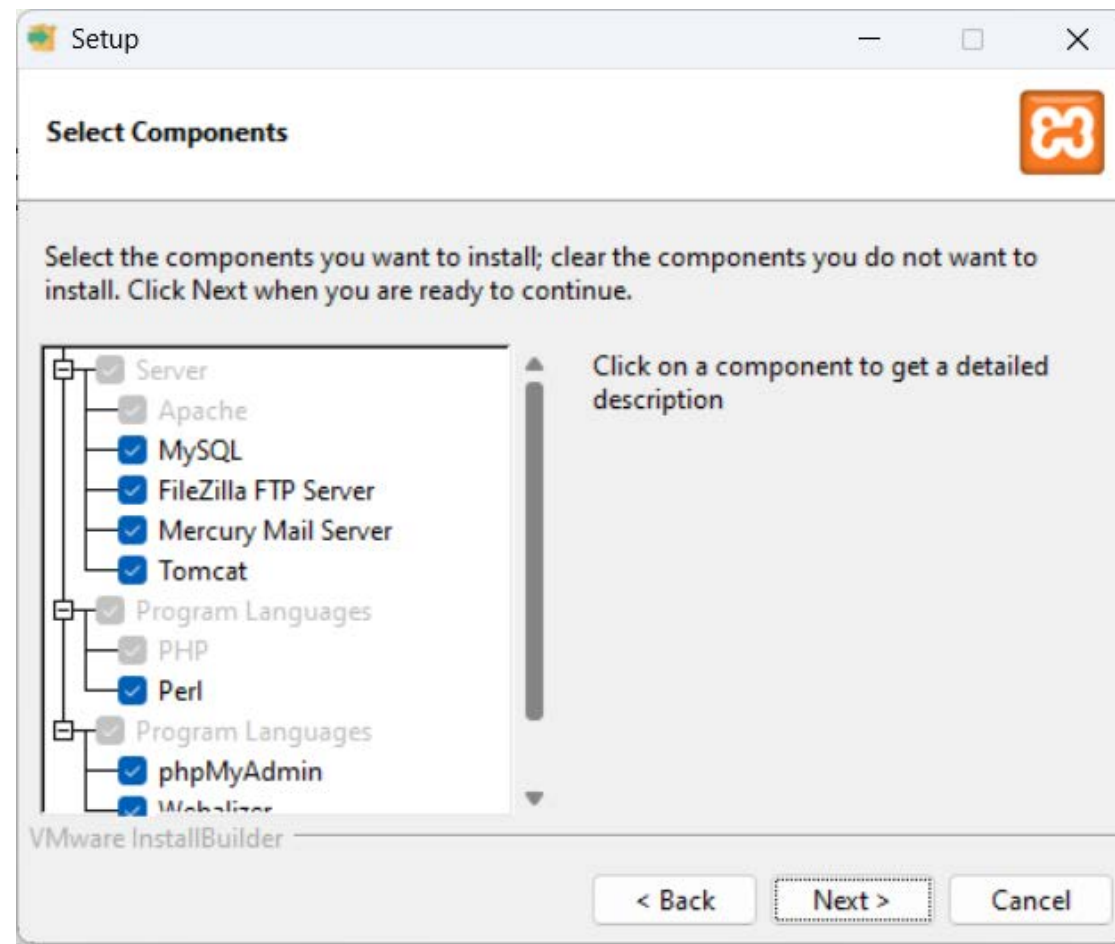 Setup
Select Components
Select the components you want to install; clear the components you do not want to
install. Click Next when you are ready to continue.
Server
Apache
MySQL
FileZilla FTP Server
Mercury Mail Server
Tomcat
Program Languages
PHP
Perl
Program Languages
phpMyAdmin
Webalizer
Click on a component to get a detailed
description
VMware InstallBuilder
< Back
Next >
Cancel